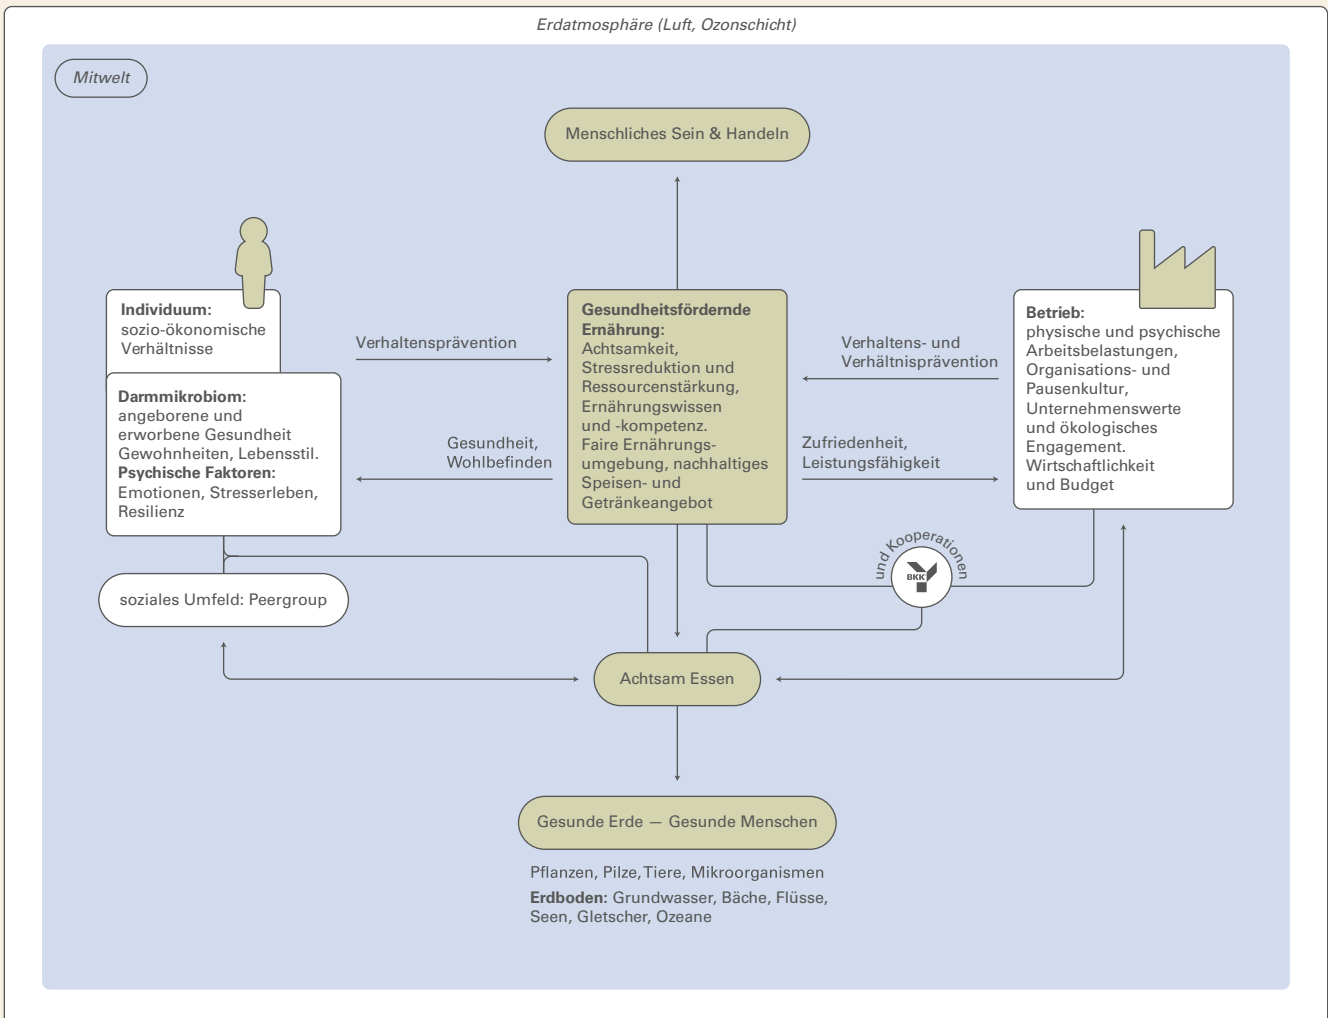 Erdatmosphäre (Luft, Ozonschicht)
Mitwelt
Menschliches Sein & Handeln
Individuum:
sozio-ökonomische
Verhältnisse
Darmmikrobiom:
angeborene und
erworbene Gesundheit
Gewohnheiten, Lebensstil.
Psychische Faktoren:
Emotionen, Stresserleben,
Resilienz
soziales Umfeld: Peergroup
Verhaltensprävention
Gesundheit,
Wohlbefinden
Gesundheitsfördernde
Ernährung:
Achtsamkeit,
Stressreduktion und
Ressourcenstärkung,
Ernährungswissen
und -kompetenz.
Faire Ernährungs-
umgebung, nachhaltiges
Speisen- und
Getränkeangebot
Verhaltens- und
Verhältnisprävention
Zufriedenheit,
Leistungsfähigkeit
Betrieb:
physische und psychische
Arbeitsbelastungen,
Organisations- und
Pausenkultur,
Unternehmenswerte
und ökologisches
Engagement.
Wirtschaftlichkeit
und Budget
und Kooperationen
BKK
Achtsam Essen
Gesunde Erde — Gesunde Menschen
Pflanzen, Pilze, Tiere, Mikroorganismen
Erdboden: Grundwasser, Bäche, Flüsse,
Seen, Gletscher, Ozeane